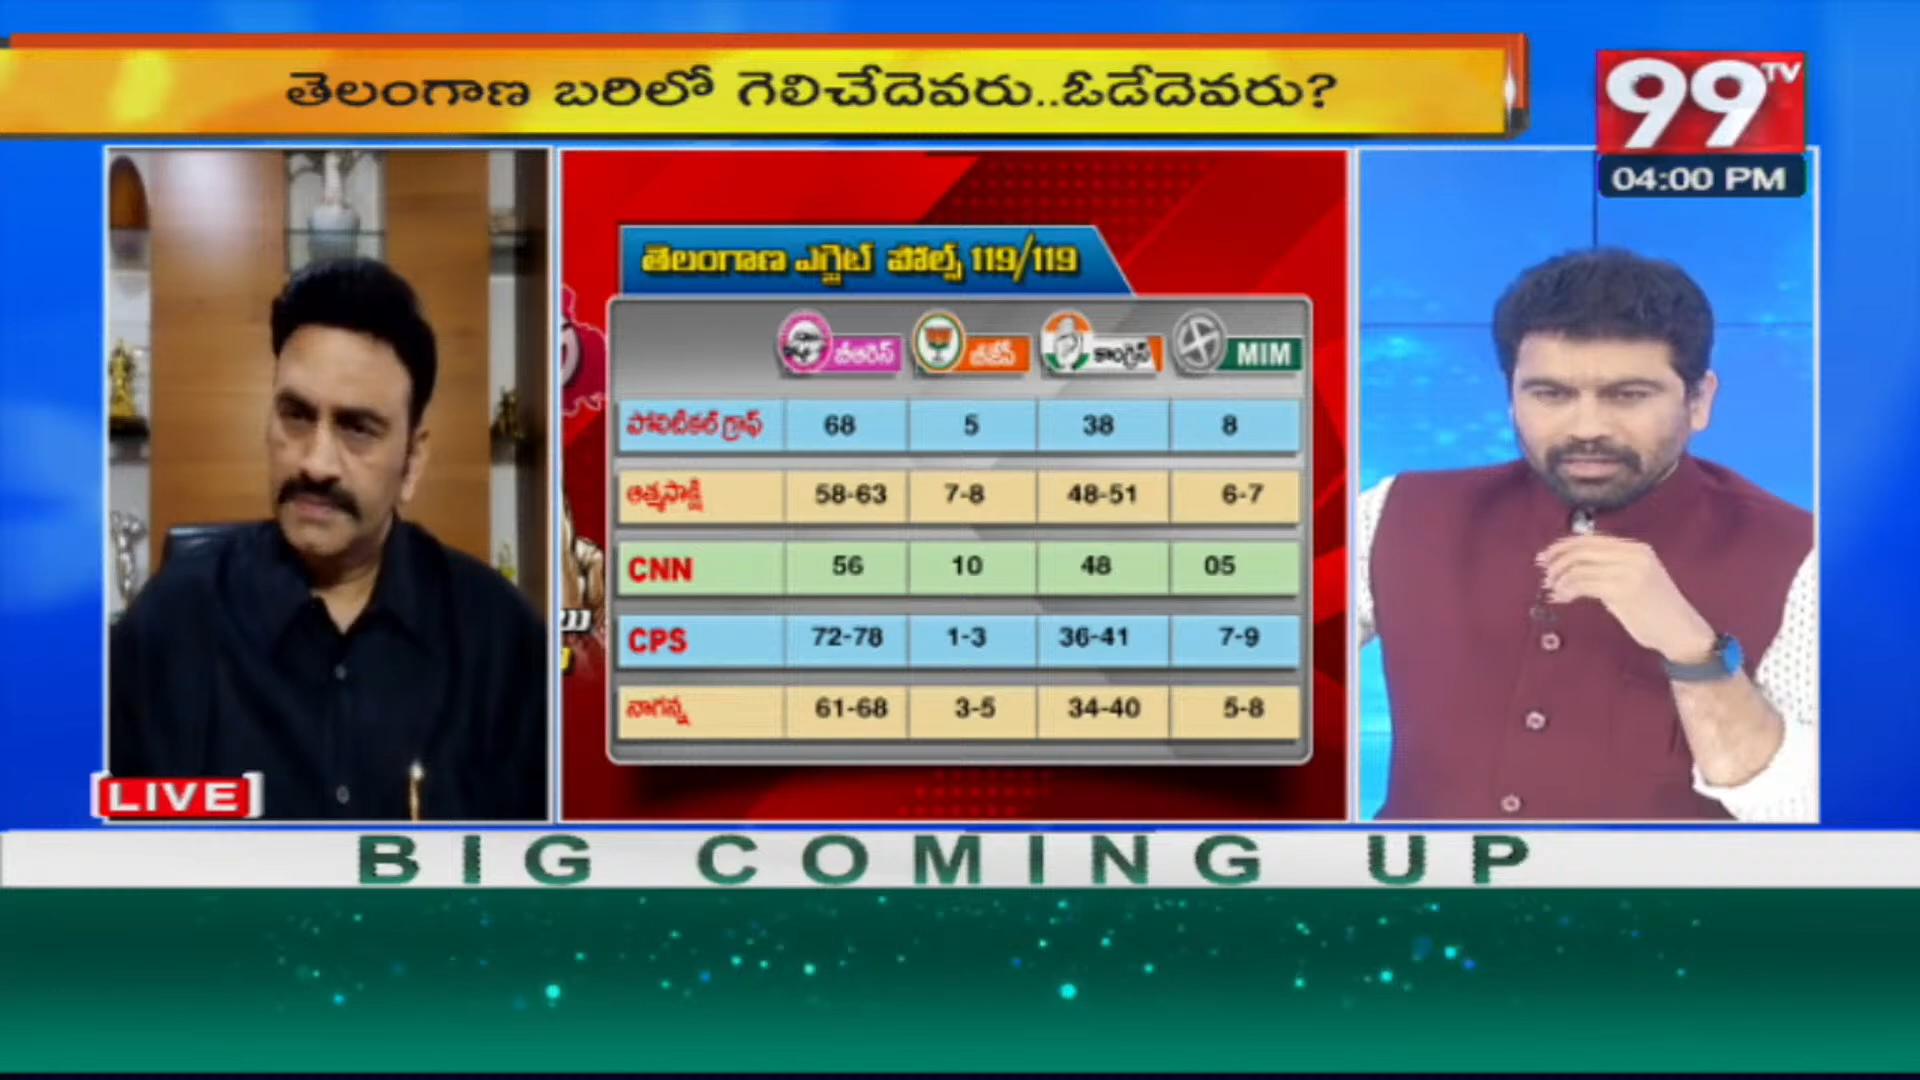 తెలంగాణ బరిలో గెలిచేదెవరు..ఓడేదెవరు?
99TV
04:00 PM
తెలంగాణ ఎగ్జిట్ పోల్స్ 119/119
బీఆరెస్ బీజేపీ కాంగ్రెస్ MIM
పొలిటికల్ గ్రాఫ్ 68 5 38 8
ఆత్మసాక్షి 58-63 7-8 48-51 6-7
CNN 56 10 48 05
CPS 72-78 1-3 36-41 7-9
నాగన్న 61-68 3-5 34-40 5-8
LIVE
BIG COMING UP